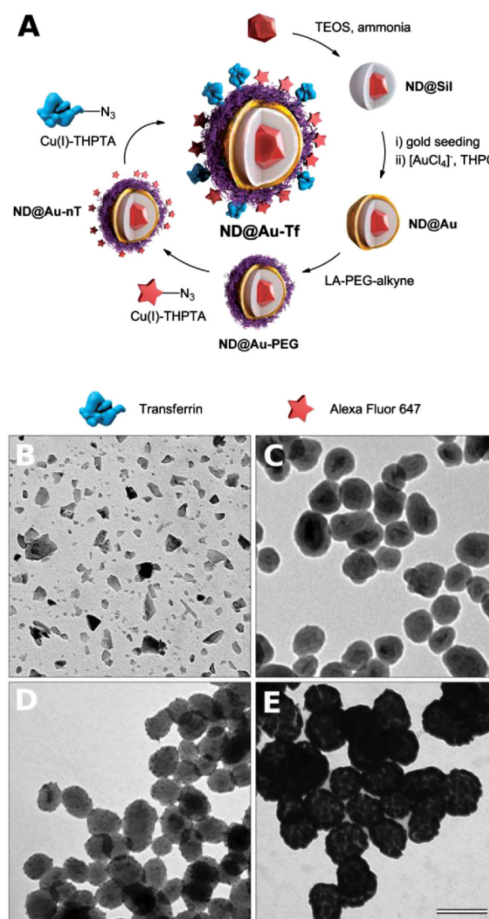 A
TEOS, ammonia
ND@Sil
i) gold seeding
ii) [AuCl₄]⁻, THPC
ND@Au
LA-PEG-alkyne
ND@Au-PEG
N₃
Cu(I)-THPTA
ND@Au-nT
N₃
Cu(I)-THPTA
ND@Au-Tf
Transferrin
Alexa Fluor 647
B
C
D
E